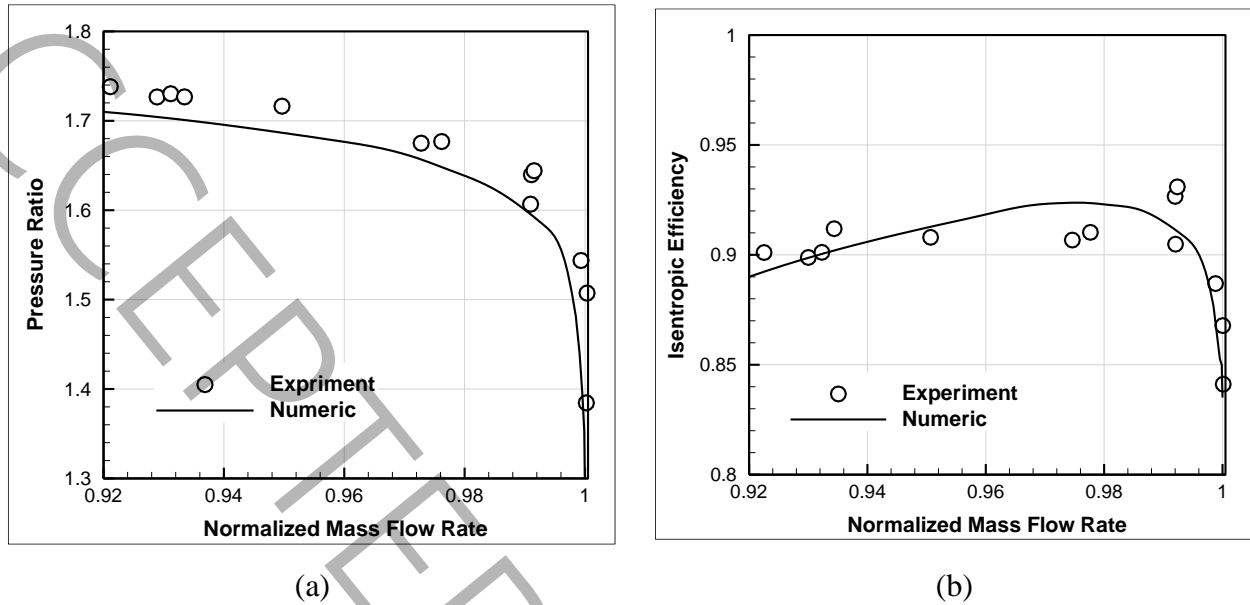 1.8
1.7
1.6
1.5
1.4
1.3
Pressure Ratio
Expriment
Numeric
0.92
0.94
0.96
0.98
1
Normalized Mass Flow Rate
(a)
1
0.95
0.9
0.85
0.8
Isentropic Efficiency
Experiment
Numeric
0.92
0.94
0.96
0.98
1
Normalized Mass Flow Rate
(b)
CCEPTE